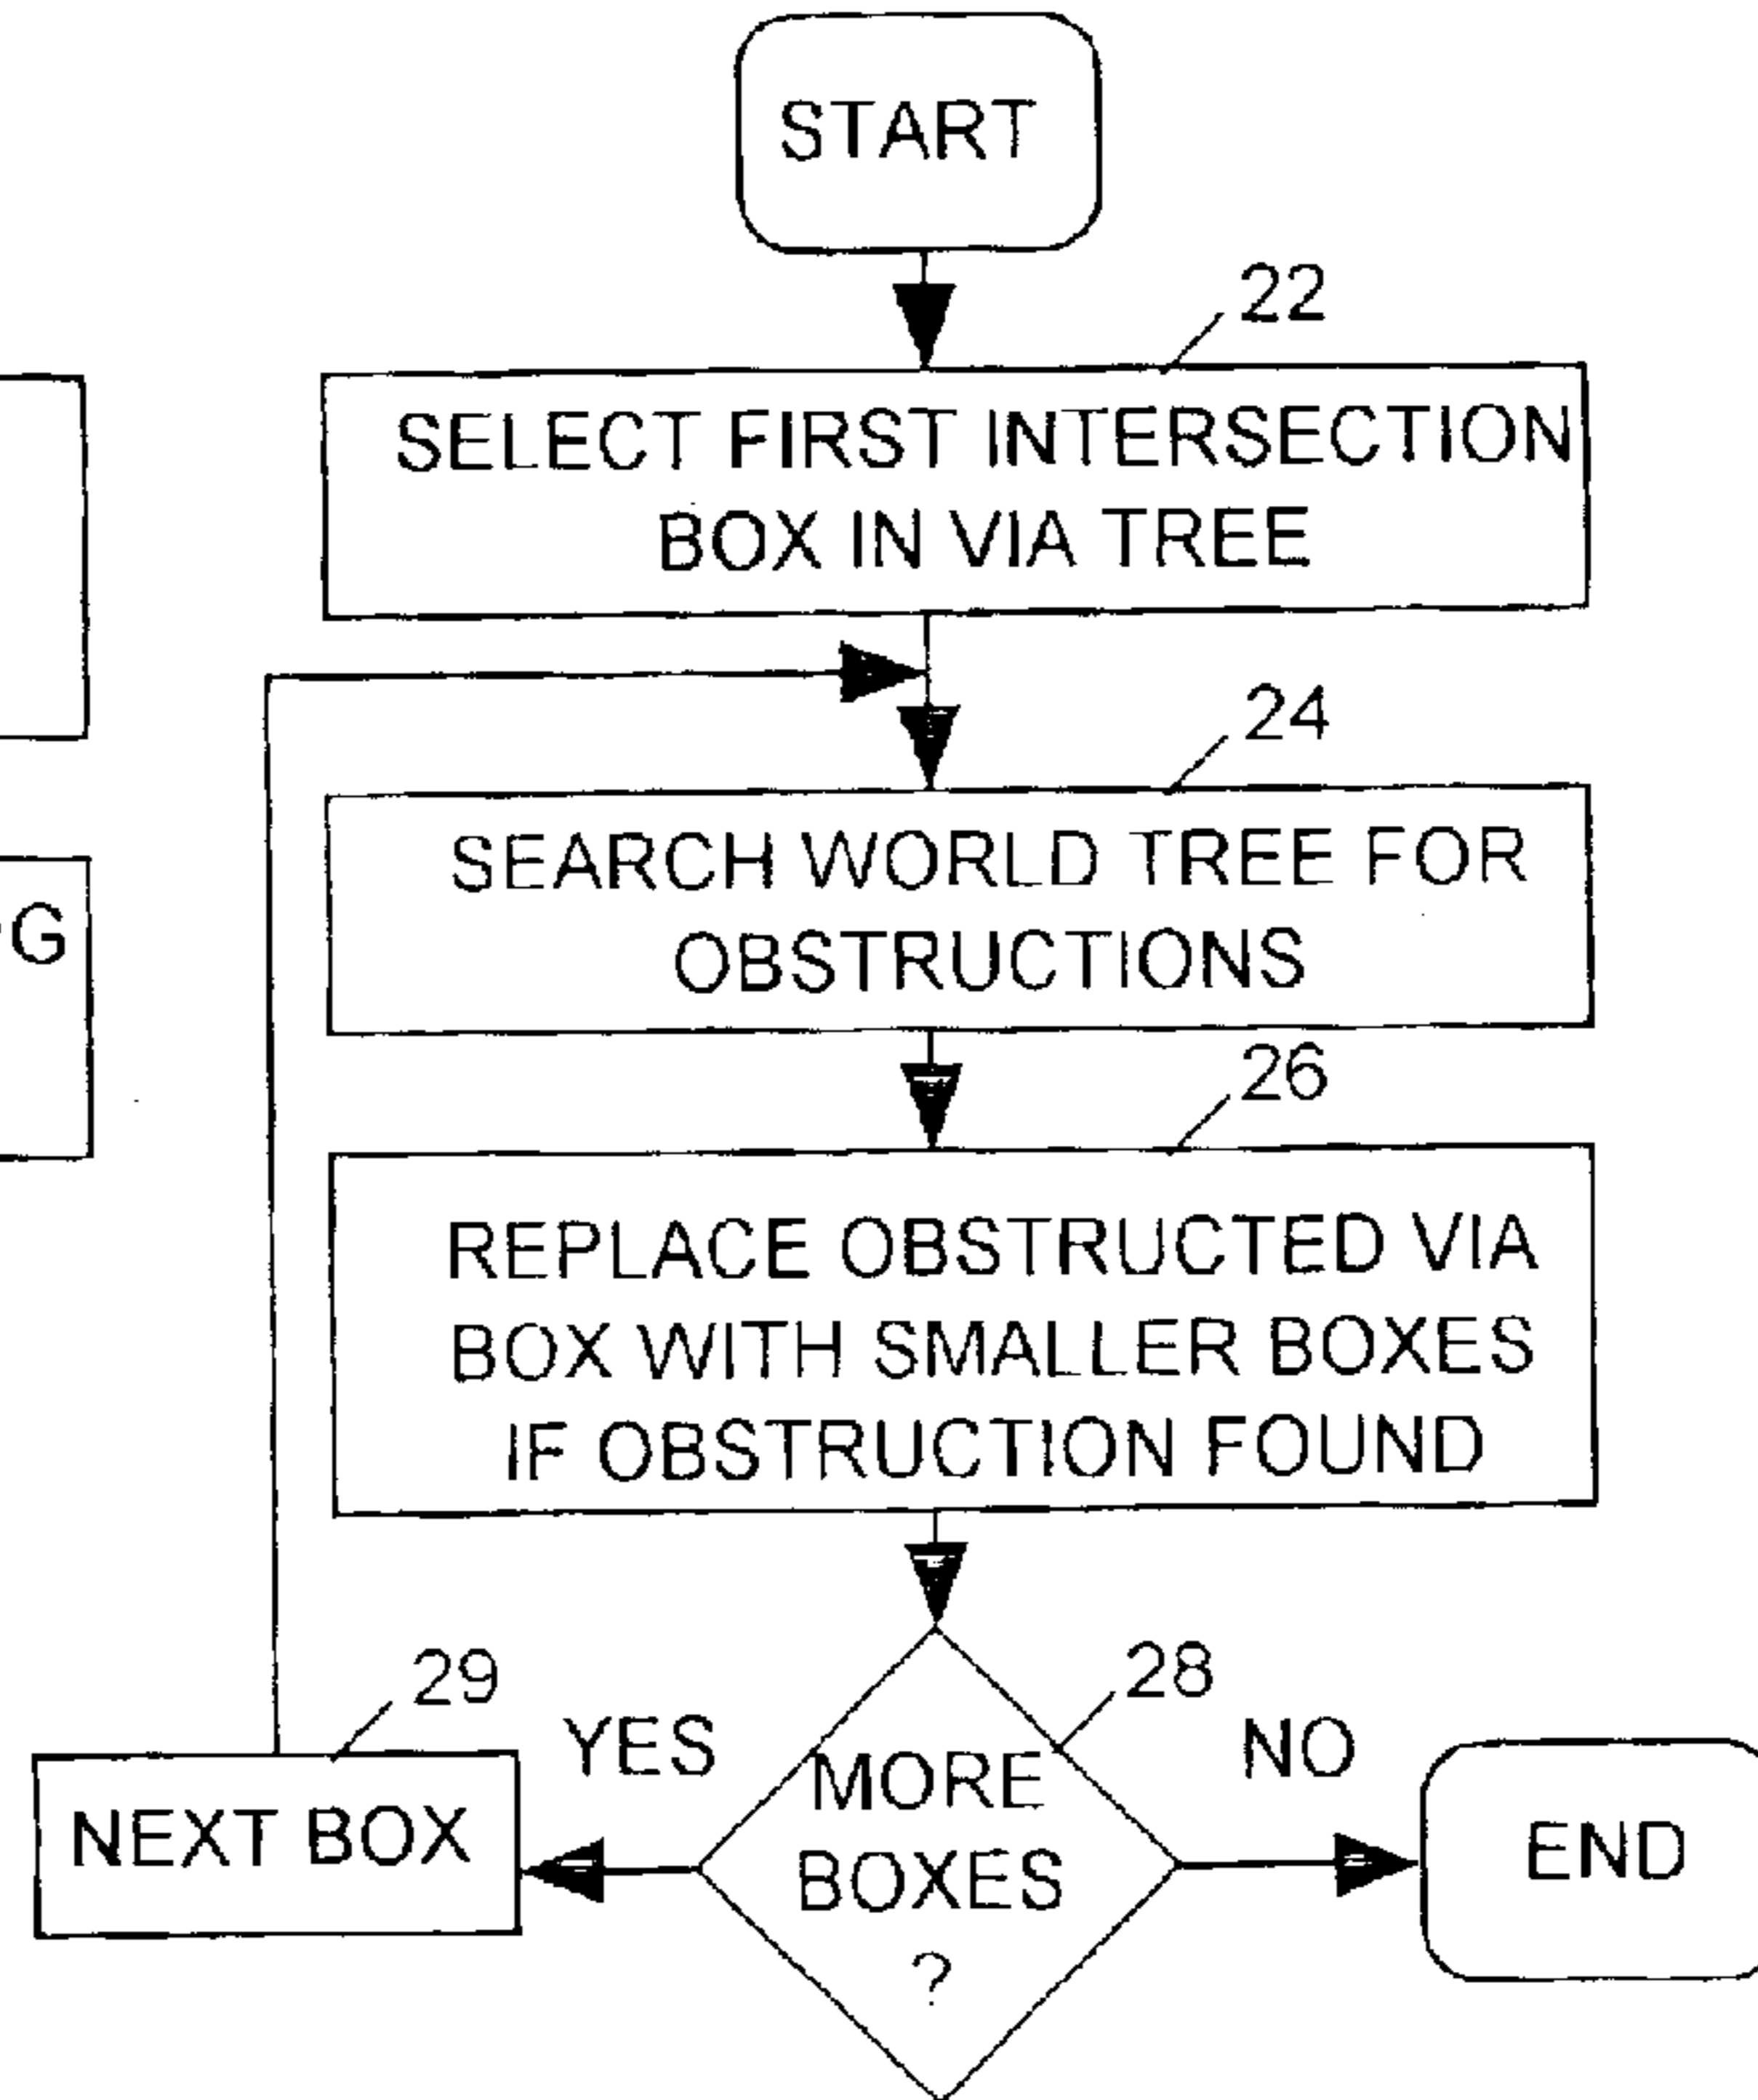 START
22
SELECT FIRST INTERSECTION
BOX IN VIA TREE
24
SEARCH WORLD TREE FOR
OBSTRUCTIONS
G
26
REPLACE OBSTRUCTED VIA
BOX WITH SMALLER BOXES
IF OBSTRUCTION FOUND
29
28
YES
NO
MORE
BOXES
?
NEXT BOX
END